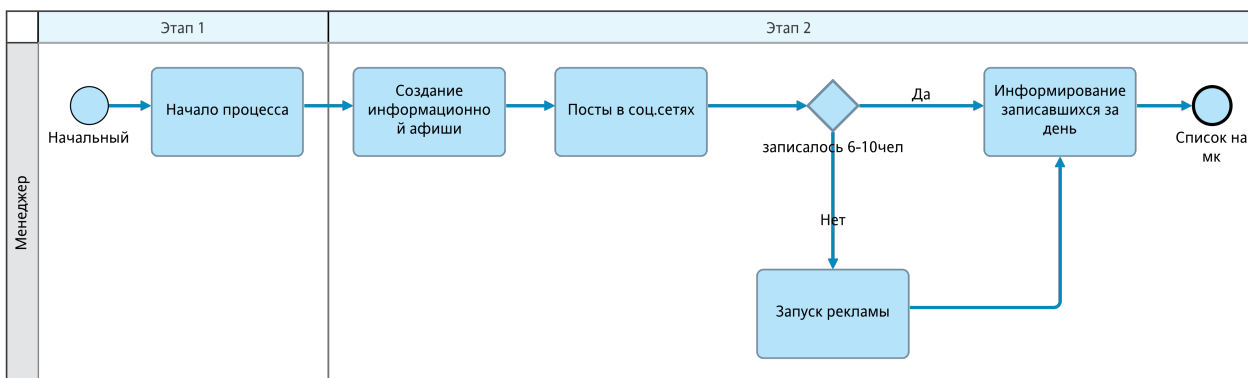 Этап 1
Этап 2
Менеджер
Начальный
Начало процесса
Создание
информационно
й афиши
Посты в соц.сетях
записалось 6-10чел
Да
Нет
Запуск рекламы
Информирование
записавшихся за
день
Список на
мк